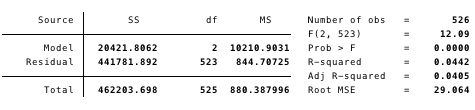 Source SS df MS Number of obs = 526
F(2, 523) = 12.09
Model 20421.8062 2 10210.9031 Prob > F = 0.0000
Residual 441781.892 523 844.70725 R-squared = 0.0442
Adj R-squared = 0.0405
Total 462203.698 525 880.387996 Root MSE = 29.064